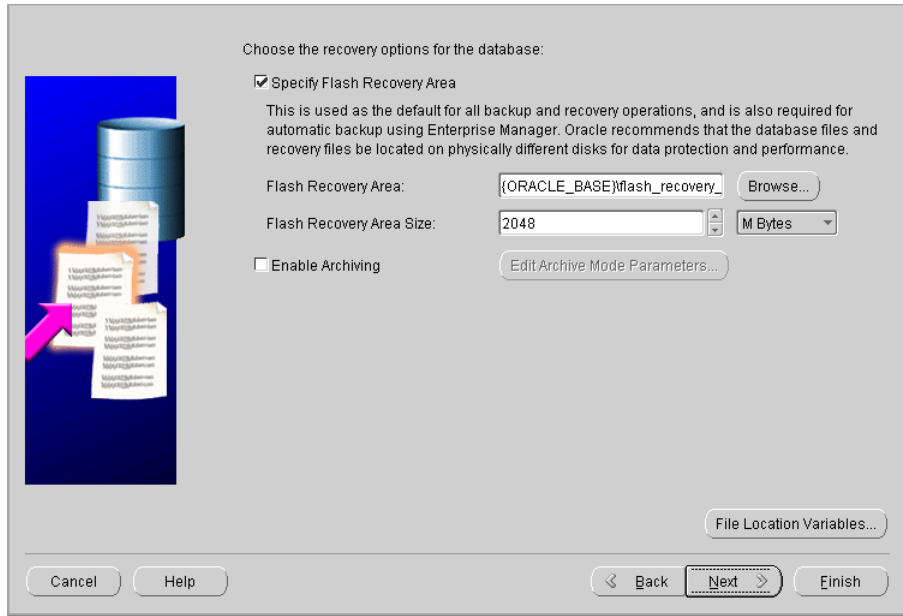 Choose the recovery options for the database:
Specify Flash Recovery Area
This is used as the default for all backup and recovery operations, and is also required for
automatic backup using Enterprise Manager. Oracle recommends that the database files and
recovery files be located on physically different disks for data protection and performance.
Flash Recovery Area: {ORACLE_BASE}\flash_recovery_ Browse...
Flash Recovery Area Size: 2048 M Bytes
Enable Archiving Edit Archive Mode Parameters...
File Location Variables...
Cancel Help Back Next Finish